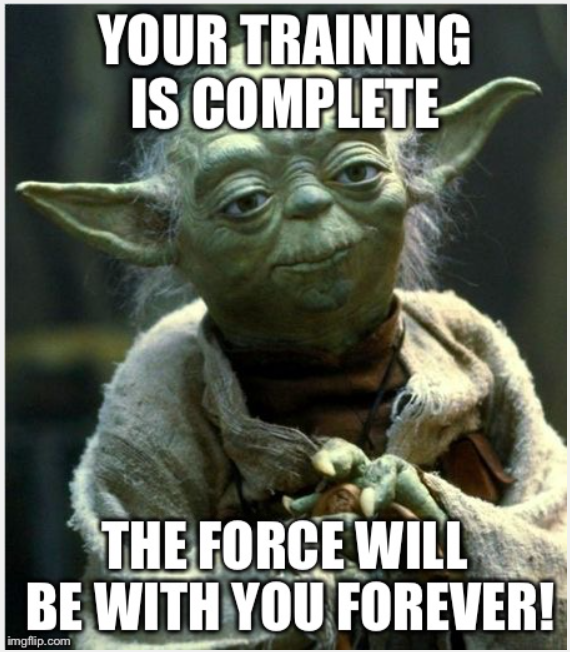 YOUR TRAINING
IS COMPLETE
THE FORCE WILL
BE WITH YOU FOREVER!
imgflip.com